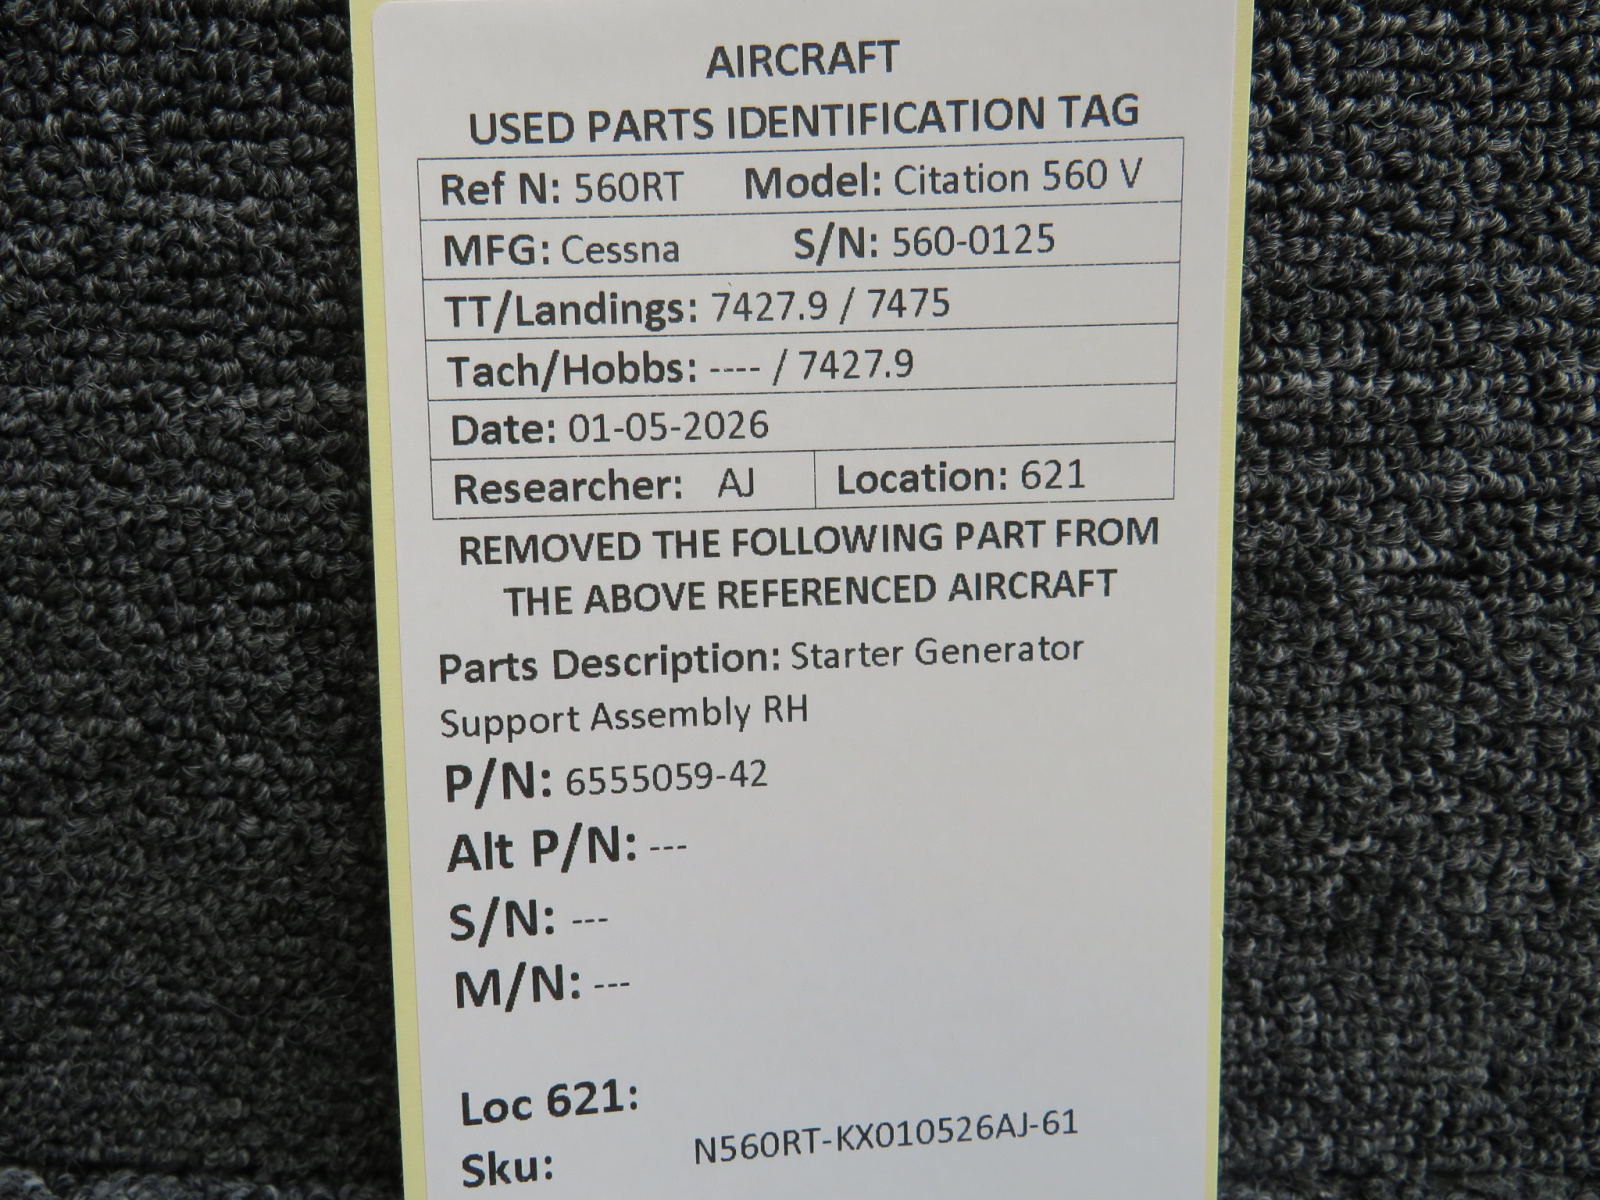 AIRCRAFT
USED PARTS IDENTIFICATION TAG
Ref N: 560RT Model: Citation 560 V
MFG: Cessna S/N: 560-0125
TT/Landings: 7427.9 / 7475
Tach/Hobbs: ---- / 7427.9
Date: 01-05-2026
Researcher: AJ Location: 621
REMOVED THE FOLLOWING PART FROM
THE ABOVE REFERENCED AIRCRAFT
Parts Description: Starter Generator
Support Assembly RH
P/N: 6555059-42
Alt P/N: ---
S/N: ---
M/N: ---
Loc 621:
Sku: N560RT-KX010526AJ-61